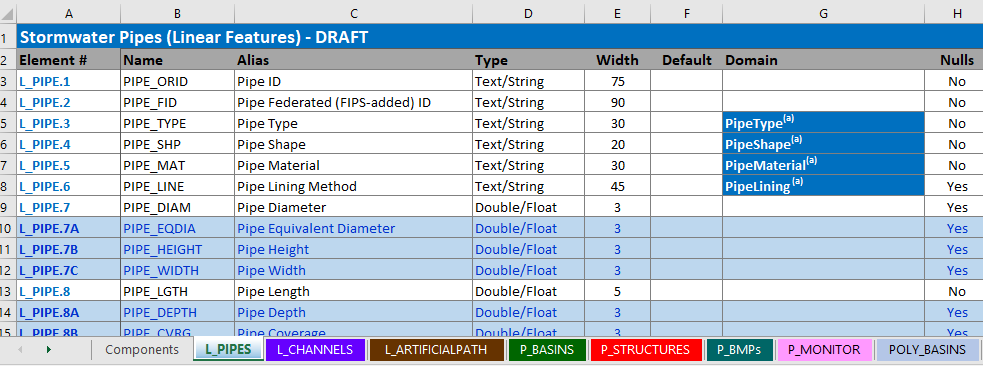 A B C D E F G H
1 Stormwater Pipes (Linear Features) - DRAFT
2 Element # Name Alias Type Width Default Domain Nulls
3 L_PIPE.1 PIPE_ORID Pipe ID Text/String 75 No
4 L_PIPE.2 PIPE_FID Pipe Federated (FIPS-added) ID Text/String 90 No
5 L_PIPE.3 PIPE_TYPE Pipe Type Text/String 30 PipeType(a) No
6 L_PIPE.4 PIPE_SHP Pipe Shape Text/String 20 PipeShape(a) No
7 L_PIPE.5 PIPE_MAT Pipe Material Text/String 30 PipeMaterial(a) No
8 L_PIPE.6 PIPE_LINE Pipe Lining Method Text/String 45 PipeLining(a) Yes
9 L_PIPE.7 PIPE_DIAM Pipe Diameter Double/Float 3 Yes
10 L_PIPE.7A PIPE_EQDIA Pipe Equivalent Diameter Double/Float 3 Yes
11 L_PIPE.7B PIPE_HEIGHT Pipe Height Double/Float 3 Yes
12 L_PIPE.7C PIPE_WIDTH Pipe Width Double/Float 3 Yes
13 L_PIPE.8 PIPE_LGTH Pipe Length Double/Float 5 No
14 L_PIPE.8A PIPE_DEPTH Pipe Depth Double/Float 3 Yes
15 L_PIPE.8B PIPE_CVRG Pipe Coverage Double/Float 3 Yes
Components L_PIPES L_CHANNELS L_ARTIFICIALPATH P_BASINS P_STRUCTURES P_BMPs P_MONITOR POLY_BASINS